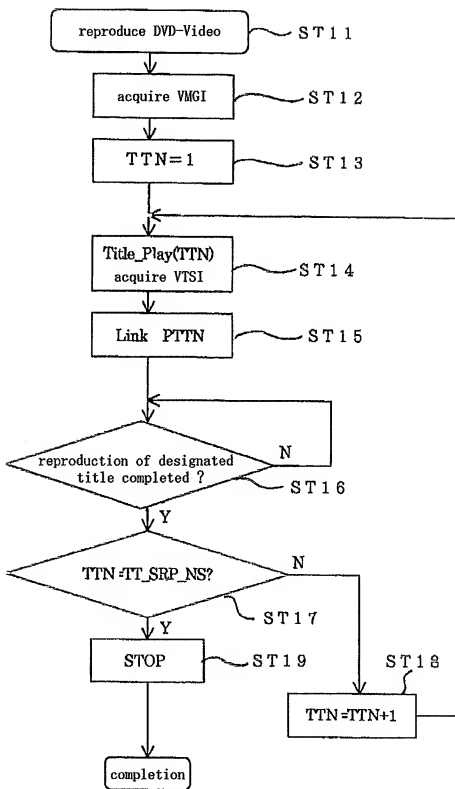 reproduce DVD-Video
ST11
acquire VMGI
ST12
TTN=1
ST13
Title_Play(TTN)
acquire VTSI
ST14
Link PTTN
ST15
reproduction of designated
title completed ?
N
ST16
Y
TTN=TT_SRP_NS?
N
ST17
Y
STOP
ST19
ST18
TTN=TTN+1
completion